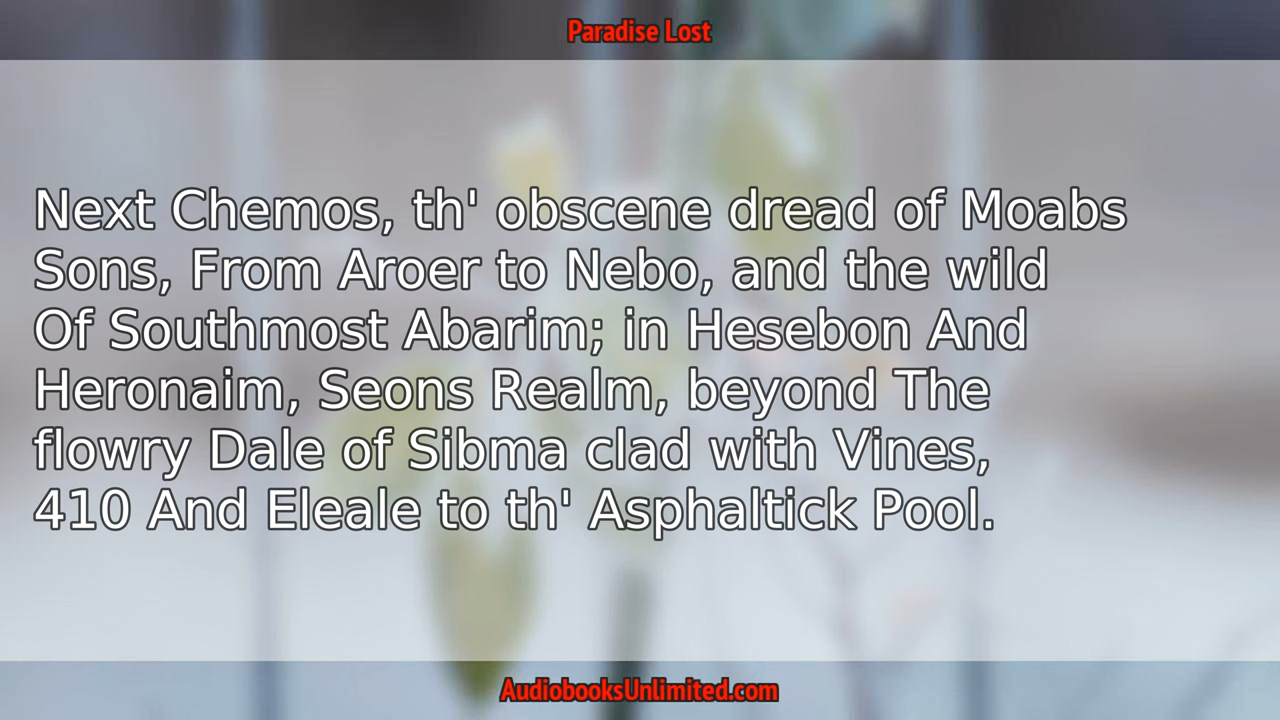 Paradise Lost
Next Chemos, th' obscene dread of Moabs
Sons, From Aroer to Nebo, and the wild
Of Southmost Abarim; in Hesebon And
Heronaim, Seons Realm, beyond The
flowry Dale of Sibma clad with Vines,
410 And Eleale to th' Asphaltick Pool.
AudiobooksUnlimited.com